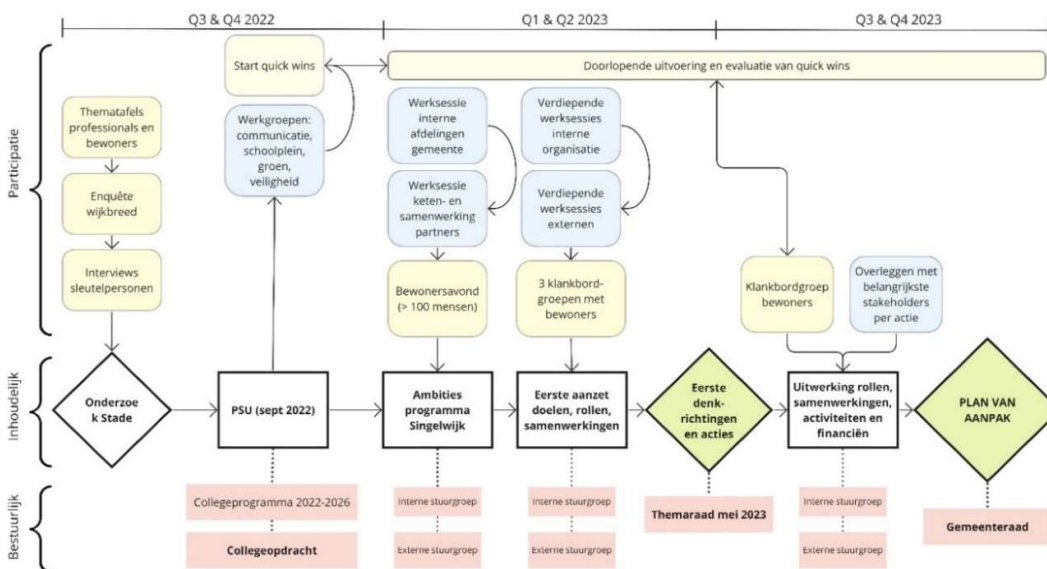 Q3 & Q4 2022
Q1 & Q2 2023
Q3 & Q4 2023
Participatie
Start quick wins
Doorlopende uitvoering en evaluatie van quick wins
Thematafels
professionals en
bewoners
Enquête
wijkbreed
Interviews
sleutelpersonen
Werkgroepen:
communicatie,
schoolplein,
groen,
veiligheid
Werksessie
interne
afdelingen
gemeente
Werksessie
keten- en
samenwerking
partners
Bewonersavond
(> 100 mensen)
Verdiepende
werksessies
interne
organisatie
Verdiepende
werksessies
externen
3 klankbord-
groepen met
bewoners
Klankbordgroep
bewoners
Overleggen met
belangrijkste
stakeholders
per actie
Inhoudelijk
Onderzoe
k Stade
PSU (sept 2022)
Ambities
programma
Singelwijk
Eerste aanzet
doelen, rollen,
samenwerkingen
Eerste
denk-
richtingen
en acties
Uitwerking rollen,
samenwerkingen,
activiteiten en
financiën
PLAN VAN
AANPAK
Bestuurlijk
Collegeprogramma 2022-2026
Collegeopdracht
Interne stuurgroep
Externe stuurgroep
Interne stuurgroep
Externe stuurgroep
Themaraad mei 2023
Interne stuurgroep
Externe stuurgroep
Gemeenteraad